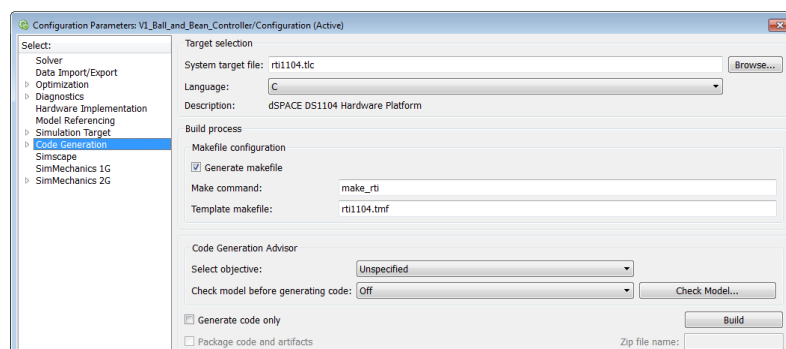 Configuration Parameters: V1_Ball_and_Bean_Controller/Configuration (Active)
Select:
Solver
Data Import/Export
Optimization
Diagnostics
Hardware Implementation
Model Referencing
Simulation Target
Code Generation
Simscape
SimMechanics 1G
SimMechanics 2G
Target selection
System target file: rti1104.tlc Browse...
Language: C
Description: dSPACE DS1104 Hardware Platform
Build process
Makefile configuration
Generate makefile
Make command: make_rti
Template makefile: rti1104.tmf
Code Generation Advisor
Select objective: Unspecified
Check model before generating code: Off Check Model...
Generate code only Build
Package code and artifacts Zip file name: